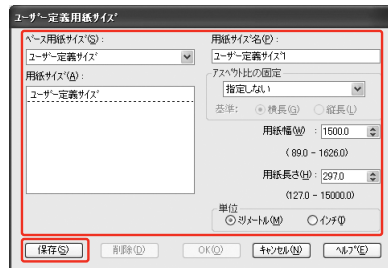 ユーザー定義用紙サイズ
ベース用紙サイズ(S) :
ユーザー定義サイズ
用紙サイズ(A) :
ユーザー定義サイズ
用紙サイズ名(P) :
ユーザー定義サイズ1
アスペクト比の固定
指定しない
基準: 横長(G) 縦長(L)
用紙幅(W) : 1500.0
(89.0 - 1626.0)
用紙長さ(H) : 297.0
(127.0 - 15000.0)
単位
ミリメートル(M) インチ(I)
保存(S) 削除(D) OK(O) キャンセル(N) ヘルプ(E)